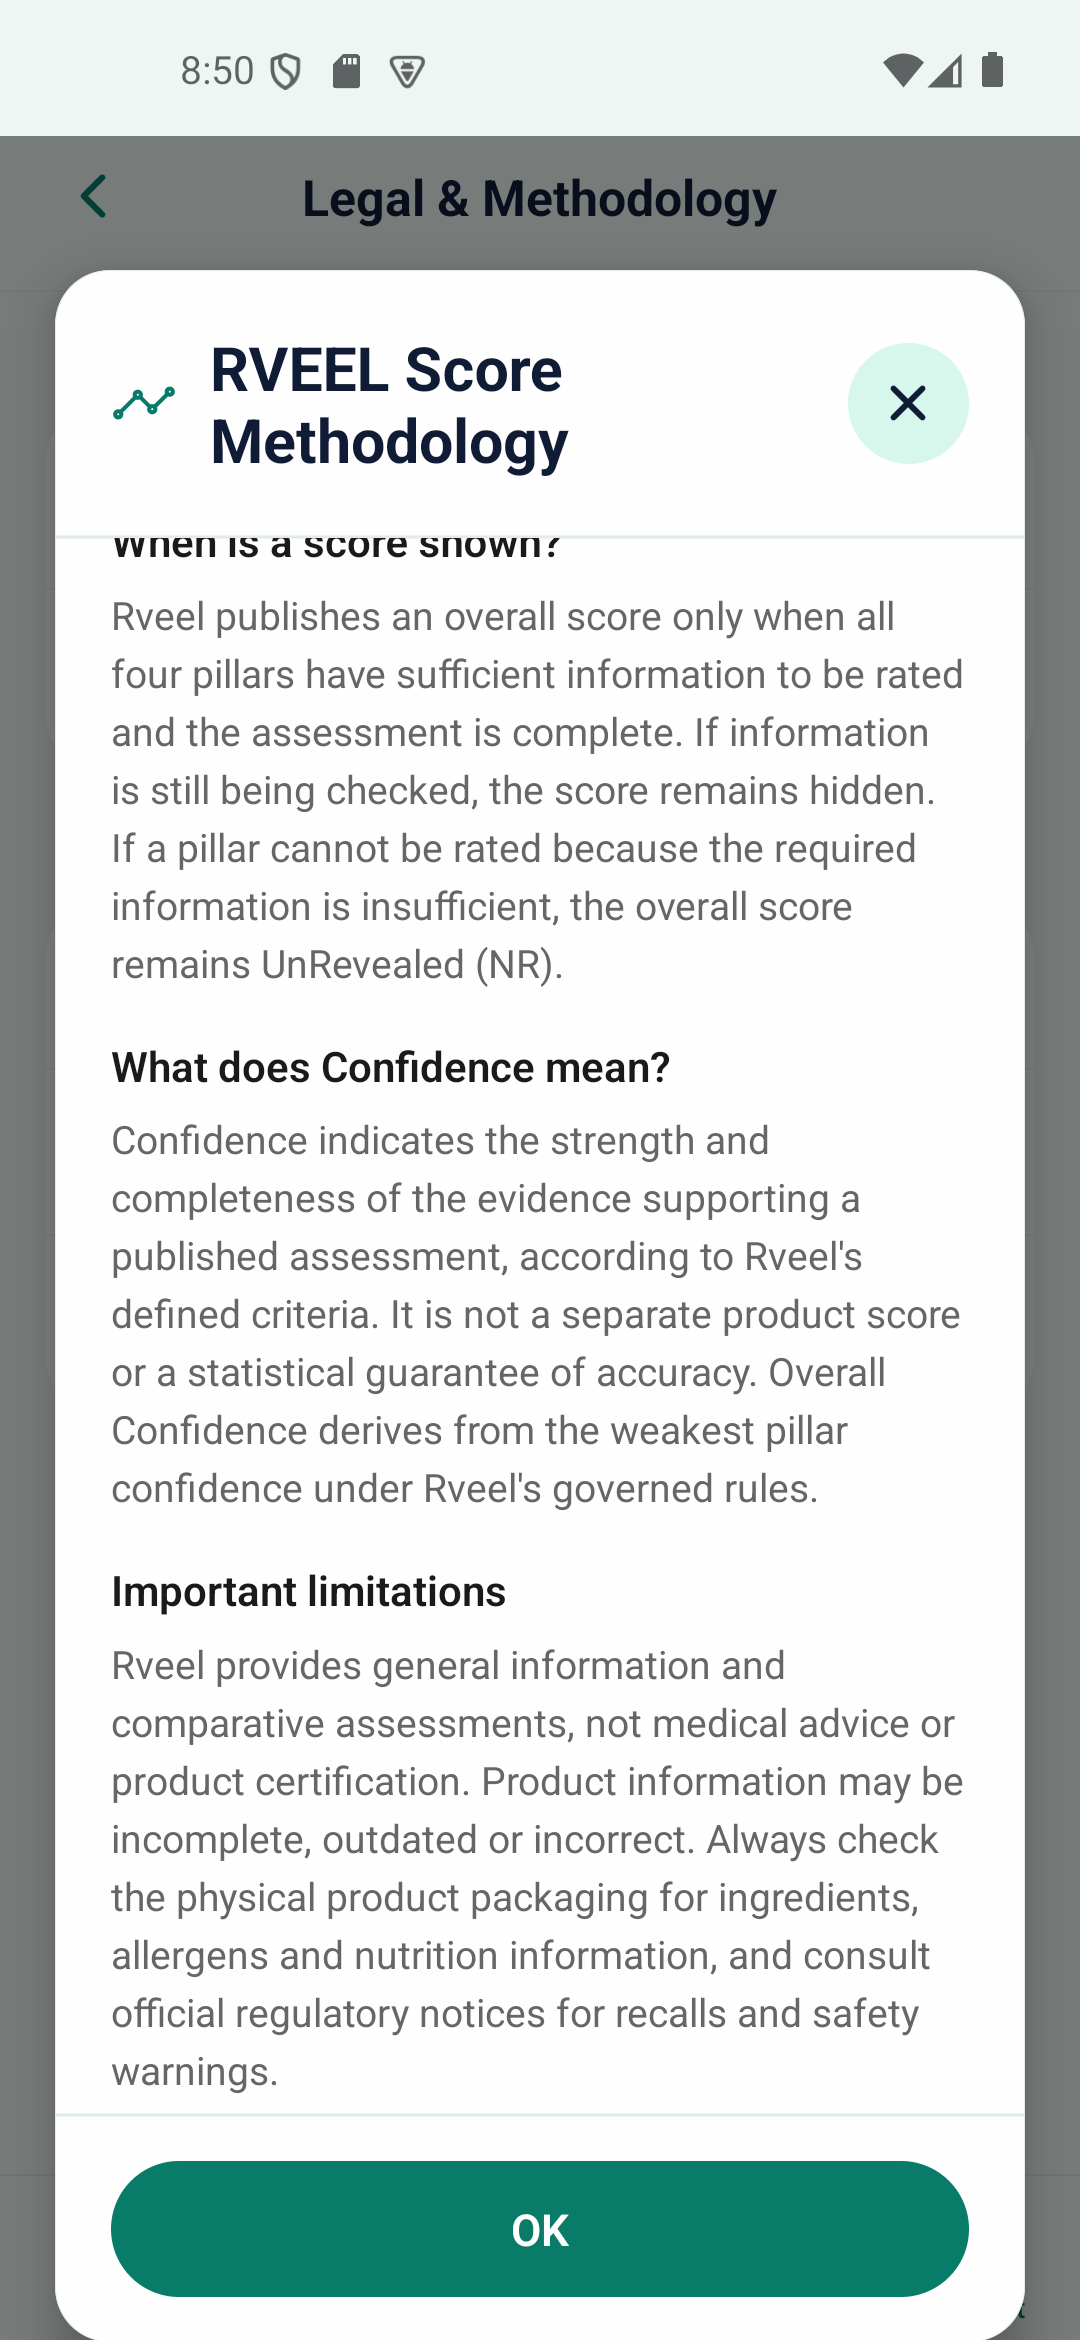 8:50
Legal & Methodology
RVEEL Score
Methodology
When is a score shown?
Rveel publishes an overall score only when all
four pillars have sufficient information to be rated
and the assessment is complete. If information
is still being checked, the score remains hidden.
If a pillar cannot be rated because the required
information is insufficient, the overall score
remains UnRevealed (NR).
What does Confidence mean?
Confidence indicates the strength and
completeness of the evidence supporting a
published assessment, according to Rveel's
defined criteria. It is not a separate product score
or a statistical guarantee of accuracy. Overall
Confidence derives from the weakest pillar
confidence under Rveel's governed rules.
Important limitations
Rveel provides general information and
comparative assessments, not medical advice or
product certification. Product information may be
incomplete, outdated or incorrect. Always check
the physical product packaging for ingredients,
allergens and nutrition information, and consult
official regulatory notices for recalls and safety
warnings.
OK